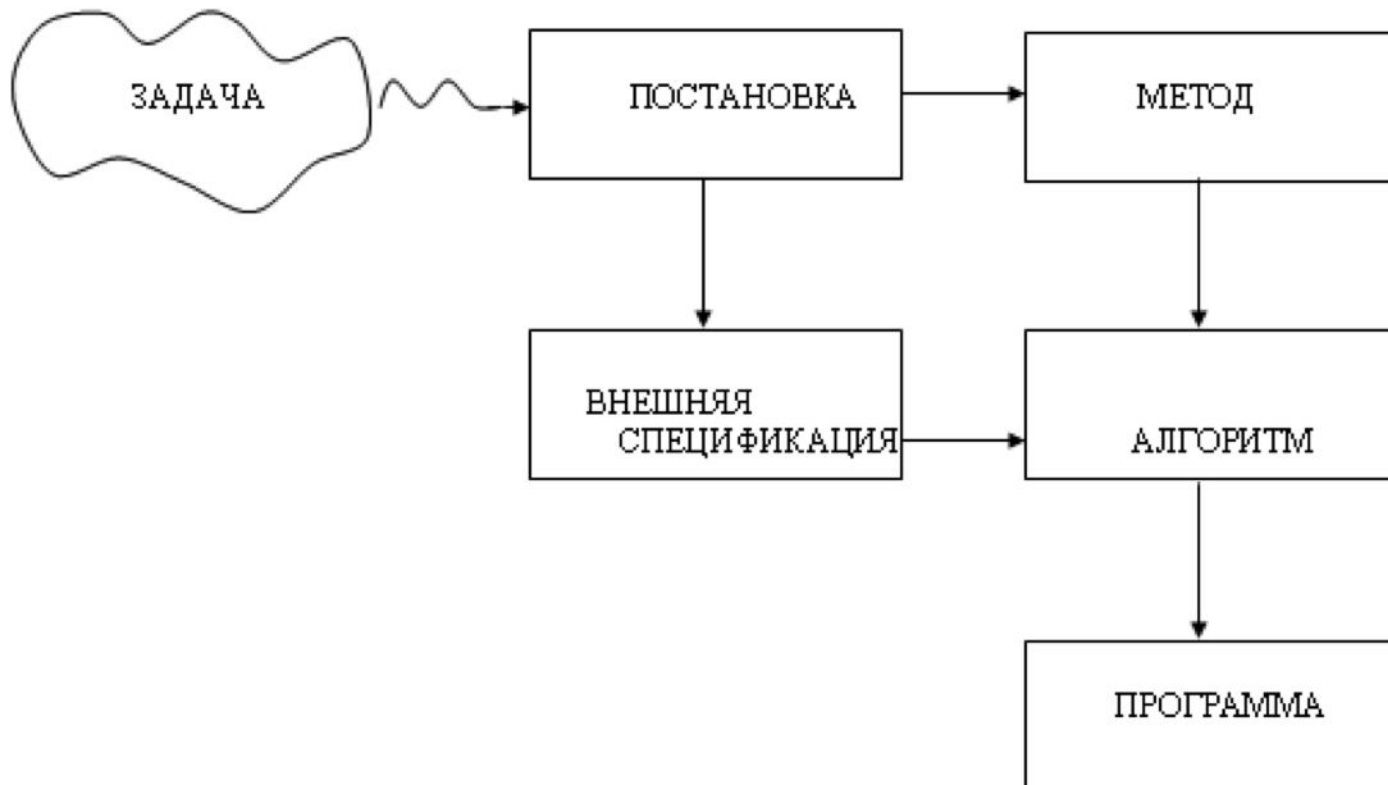 ЗАДАЧА
ПОСТАНОВКА
МЕТОД
ВНЕШНЯЯ
СПЕЦИФИКАЦИЯ
АЛГОРИТМ
ПРОГРАММА